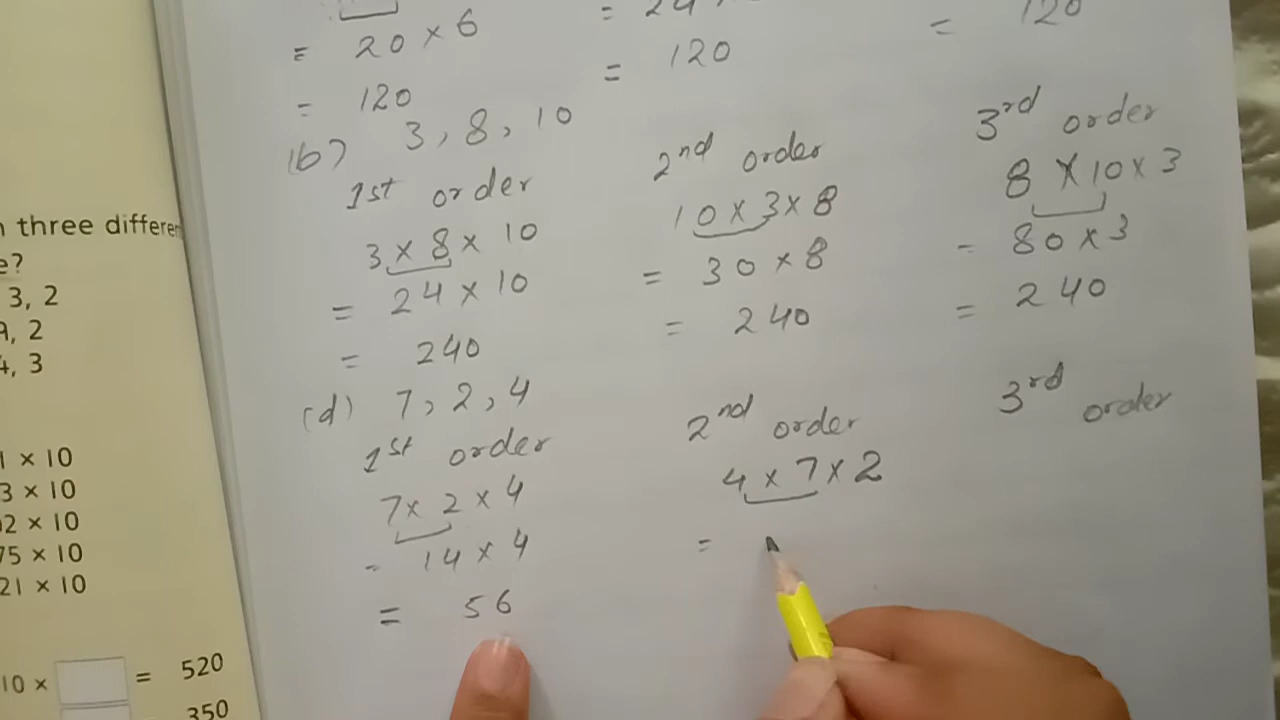 = 20 × 6
= 120
= 120
= 120
(b) 3, 8, 10
1st order
3 × 8 × 10
= 24 × 10
= 240
2nd order
10 × 3 × 8
= 30 × 8
= 240
3rd order
8 × 10 × 3
= 80 × 3
= 240
(d) 7, 2, 4
1st order
7 × 2 × 4
= 14 × 4
= 56
2nd order
4 × 7 × 2
=
3rd order
three
3, 2
, 2
, 3
× 10
3 × 10
2 × 10
75 × 10
21 × 10
10 × = 520
350